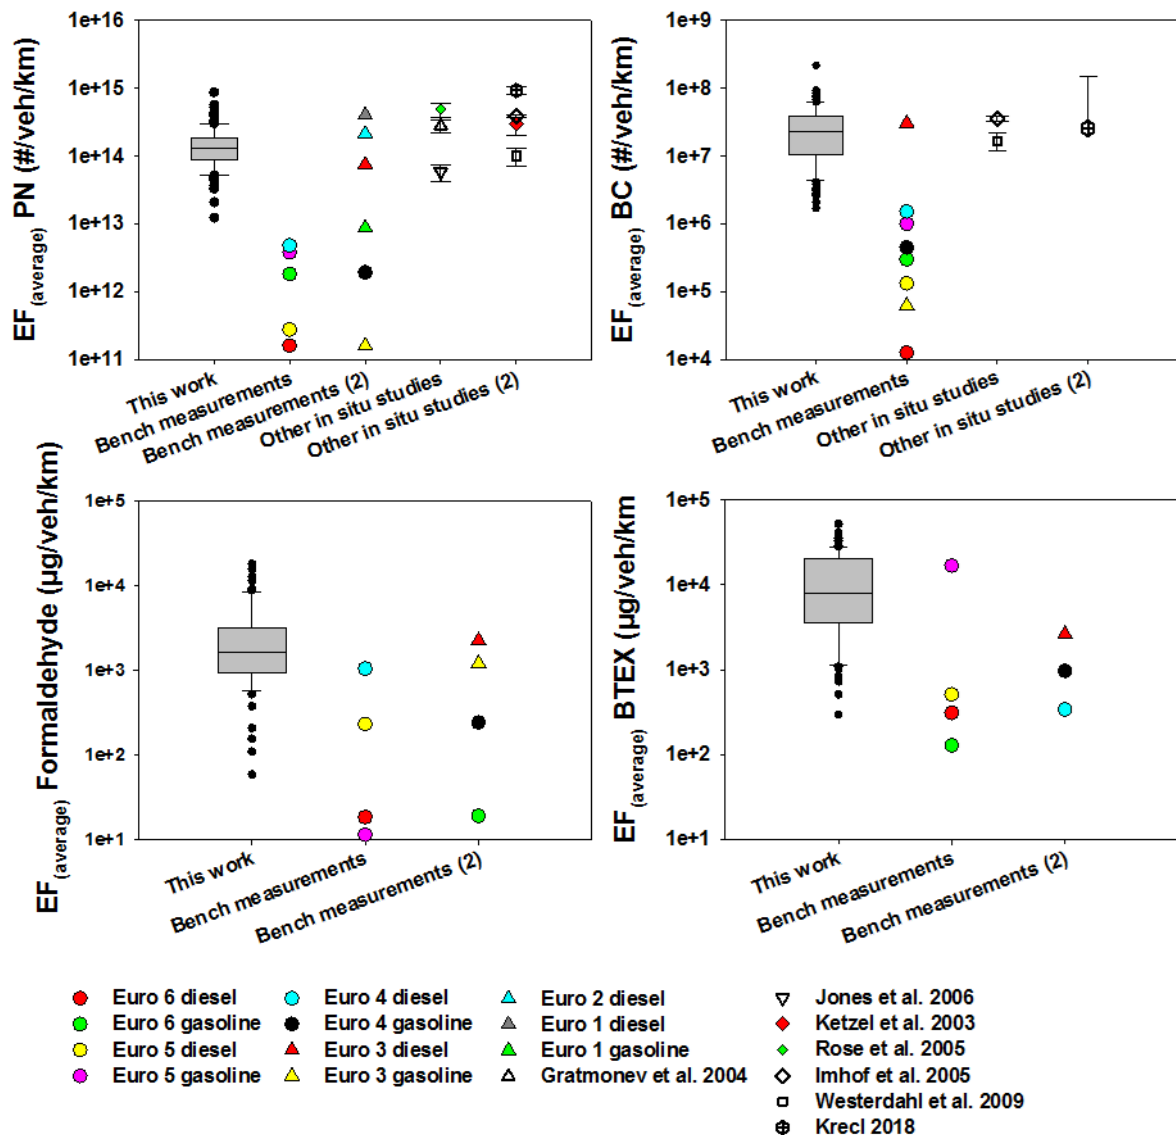 EF(average) PN (#/veh/km)
1e+16
1e+15
1e+14
1e+13
1e+12
1e+11
This work
Bench measurements
Bench measurements (2)
Other in situ studies
Other in situ studies (2)
EF(average) BC (#/veh/km)
1e+9
1e+8
1e+7
1e+6
1e+5
1e+4
This work
Bench measurements
Other in situ studies
Other in situ studies (2)
EF(average) Formaldehyde (µg/veh/km)
1e+5
1e+4
1e+3
1e+2
1e+1
This work
Bench measurements
Bench measurements (2)
EF(average) BTEX (µg/veh/km
1e+5
1e+4
1e+3
1e+2
1e+1
This work
Bench measurements
Bench measurements (2)
Euro 6 diesel
Euro 6 gasoline
Euro 5 diesel
Euro 5 gasoline
Euro 4 diesel
Euro 4 gasoline
Euro 3 diesel
Euro 3 gasoline
Euro 2 diesel
Euro 1 diesel
Euro 1 gasoline
Gratmonev et al. 2004
Jones et al. 2006
Ketzel et al. 2003
Rose et al. 2005
Imhof et al. 2005
Westerdahl et al. 2009
Krecl 2018